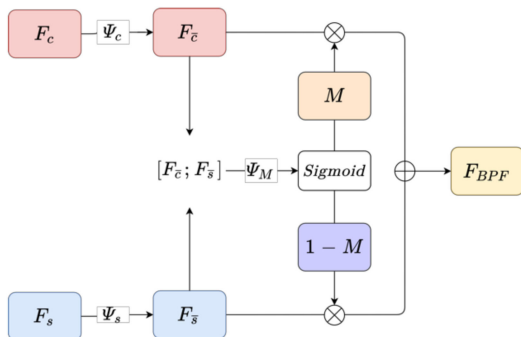 F_c Ψ_c F_c̄ ⊗
M
[F_c̄; F_s̄] Ψ_M Sigmoid ⊕ F_BPF
1 − M
F_s Ψ_s F_s̄ ⊗